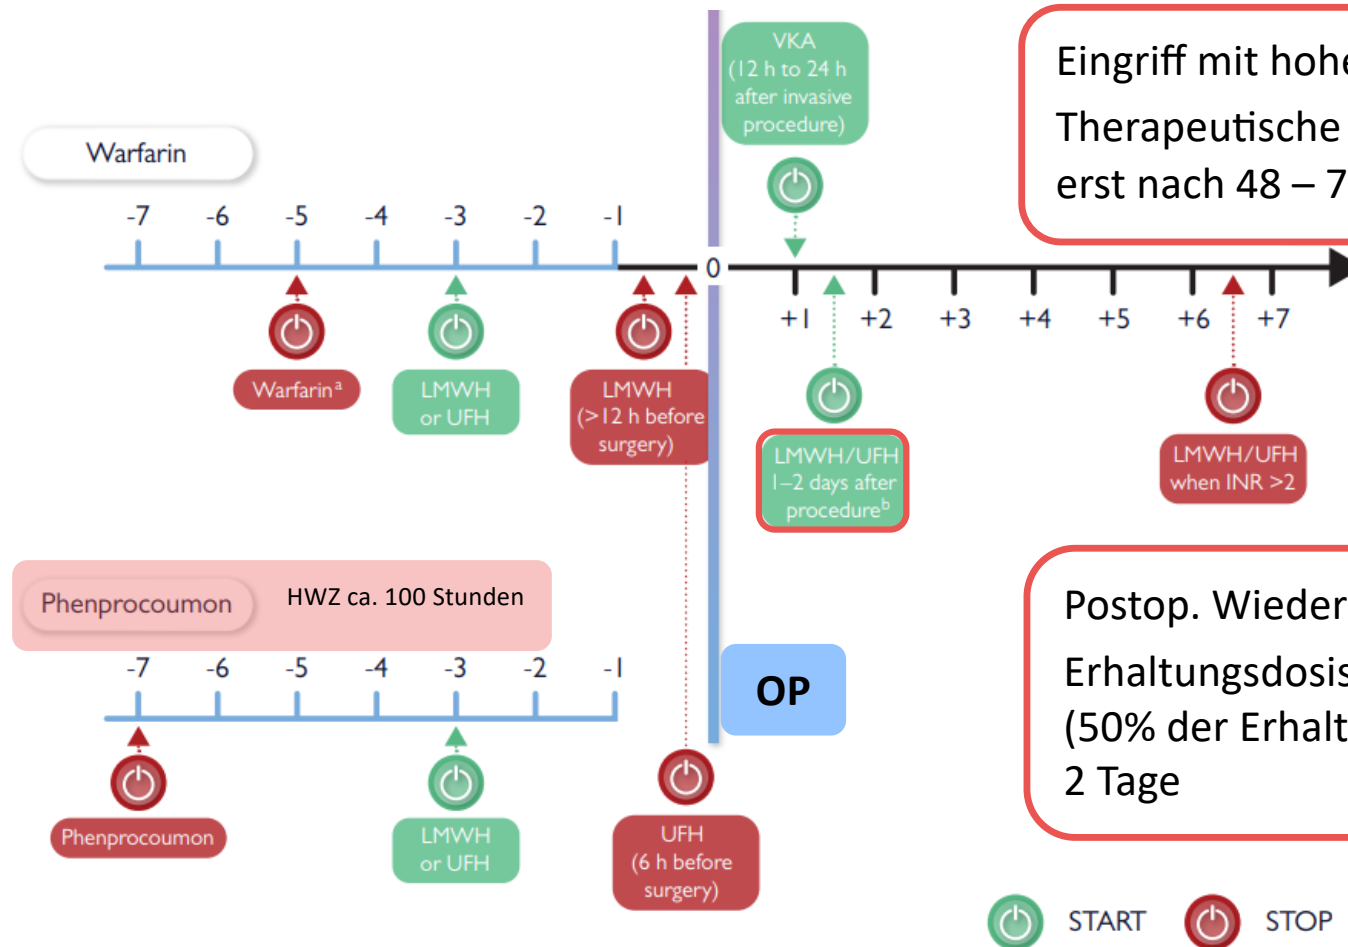 VKA
(12 h to 24 h
after invasive
procedure)
Eingriff mit hohe
Therapeutische
erst nach 48 – 7
Warfarin
-7 -6 -5 -4 -3 -2 -1
0
+1 +2 +3 +4 +5 +6 +7
Warfarinᵃ
LMWH
or UFH
LMWH
(>12 h before
surgery)
LMWH/UFH
1–2 days after
procedureᵇ
LMWH/UFH
when INR >2
Phenprocoumon HWZ ca. 100 Stunden
-7 -6 -5 -4 -3 -2 -1
OP
Postop. Wieder
Erhaltungsdosis
(50% der Erhalt
2 Tage
Phenprocoumon
LMWH
or UFH
UFH
(6 h before
surgery)
START STOP